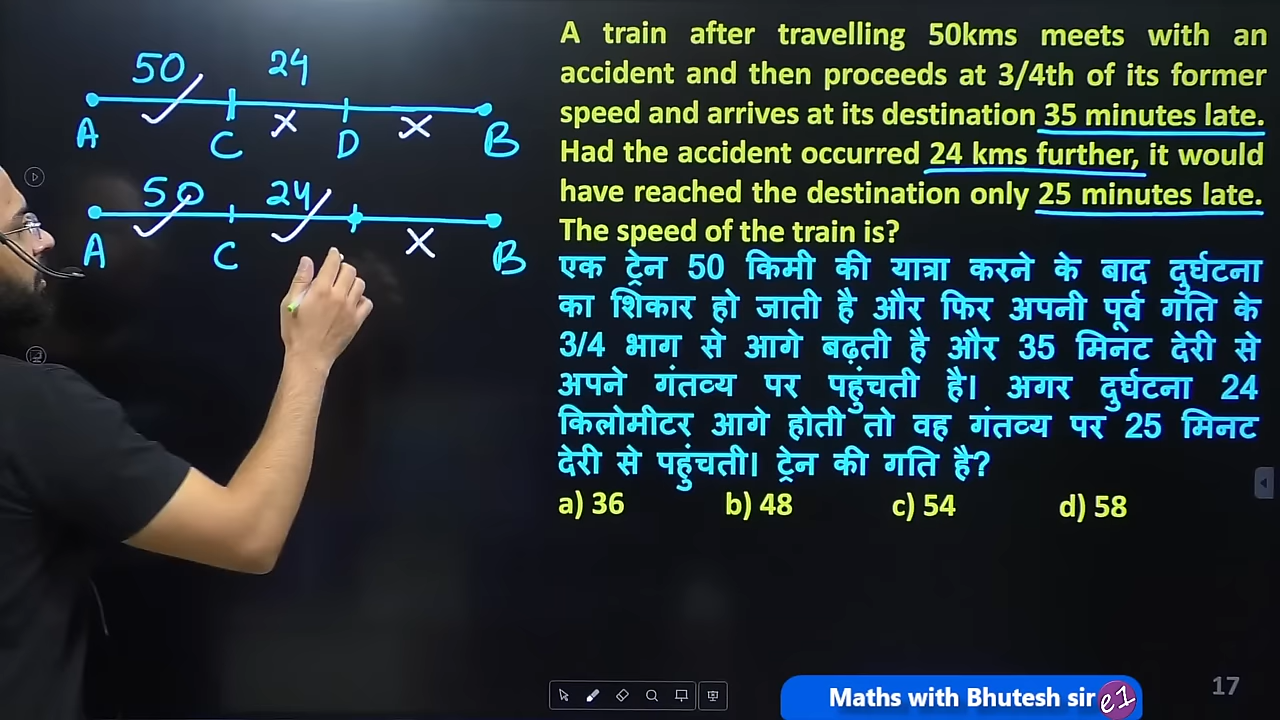 50 24
A C D B
50 24
A C B
A train after travelling 50kms meets with an
accident and then proceeds at 3/4th of its former
speed and arrives at its destination 35 minutes late.
Had the accident occurred 24 kms further, it would
have reached the destination only 25 minutes late.
The speed of the train is?
एक ट्रेन 50 किमी की यात्रा करने के बाद दुर्घटना
का शिकार हो जाती है और फिर अपनी पूर्व गति के
3/4 भाग से आगे बढ़ती है और 35 मिनट देरी से
अपने गंतव्य पर पहुंचती है। अगर दुर्घटना 24
किलोमीटर आगे होती तो वह गंतव्य पर 25 मिनट
देरी से पहुंचती। ट्रेन की गति है?
a) 36 b) 48 c) 54 d) 58
Maths with Bhutesh sir e1
17